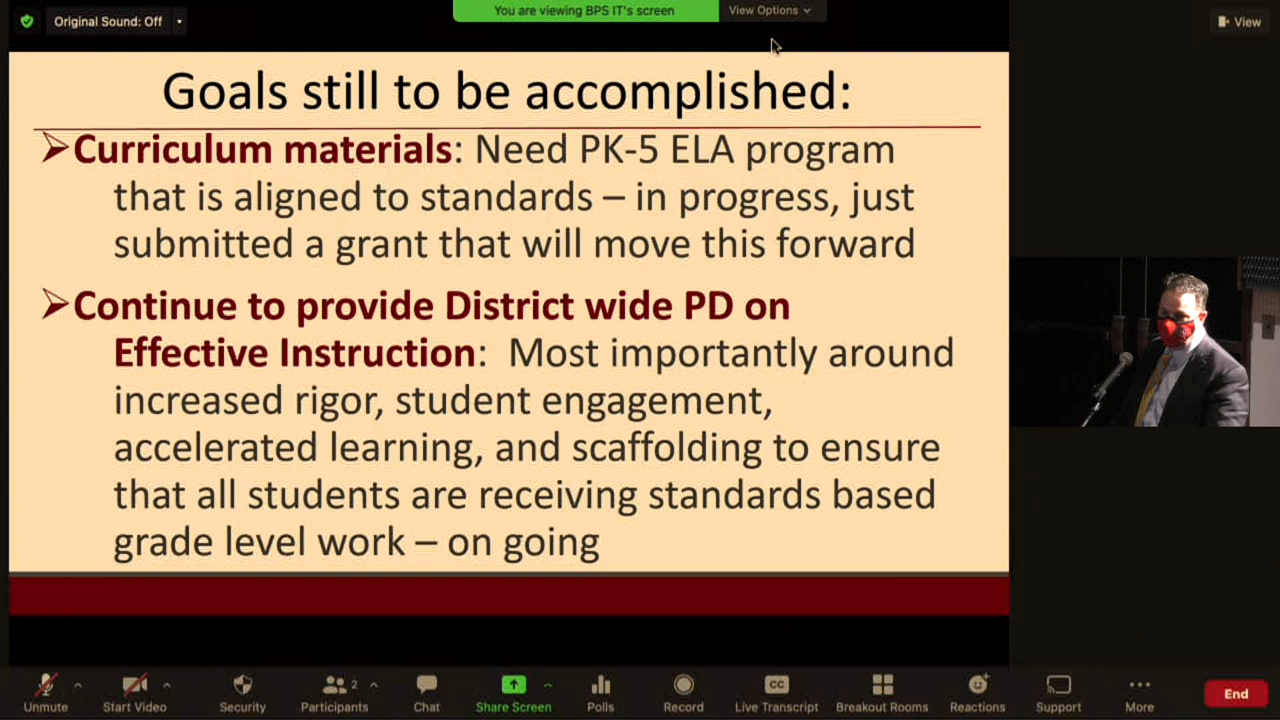 Original Sound: Off
You are viewing BPS IT's screen
View Options
View
Goals still to be accomplished:
Curriculum materials: Need PK-5 ELA program
that is aligned to standards – in progress, just
submitted a grant that will move this forward
Continue to provide District wide PD on
Effective Instruction: Most importantly around
increased rigor, student engagement,
accelerated learning, and scaffolding to ensure
that all students are receiving standards based
grade level work – on going
Unmute
Start Video
Security
2
Participants
Chat
Share Screen
Polls
Record
CC
Live Transcript
Breakout Rooms
Reactions
Support
More
End